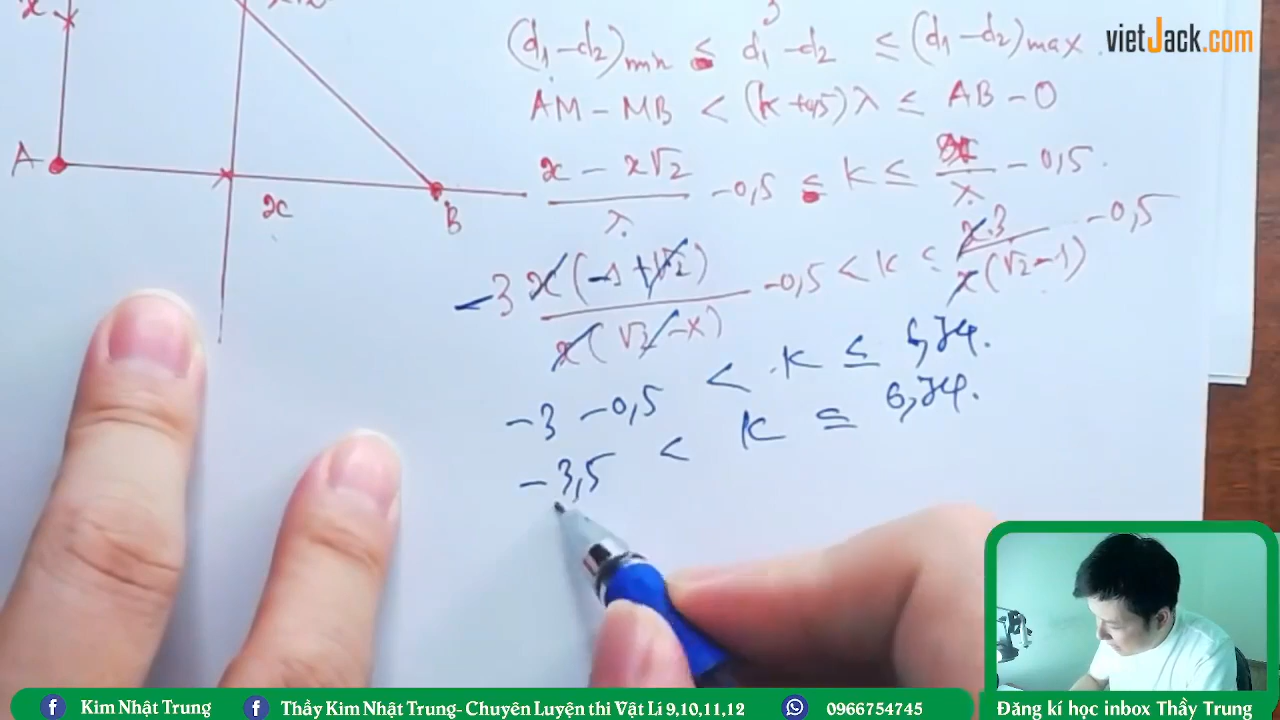 vietJack.com
(d₁ − d₂)min ≤ d₁ − d₂ ≤ (d₁ − d₂)max
AM − MB < (k + 0,5)λ ≤ AB − 0
(x − x√2)/λ − 0,5 ≤ k ≤ x/λ − 0,5
−3 x(−1 + √2)/x(√2 − 1) − 0,5 < k ≤ x.3/x(√2 − 1) − 0,5
−3 − 0,5 < k ≤ 6,74.
−3,5 < k ≤ 6,74.
x
A
x
B
Kim Nhật Trung
Thầy Kim Nhật Trung- Chuyên Luyện thi Vật Lí 9,10,11,12
0966754745
Đăng kí học inbox Thầy Trung